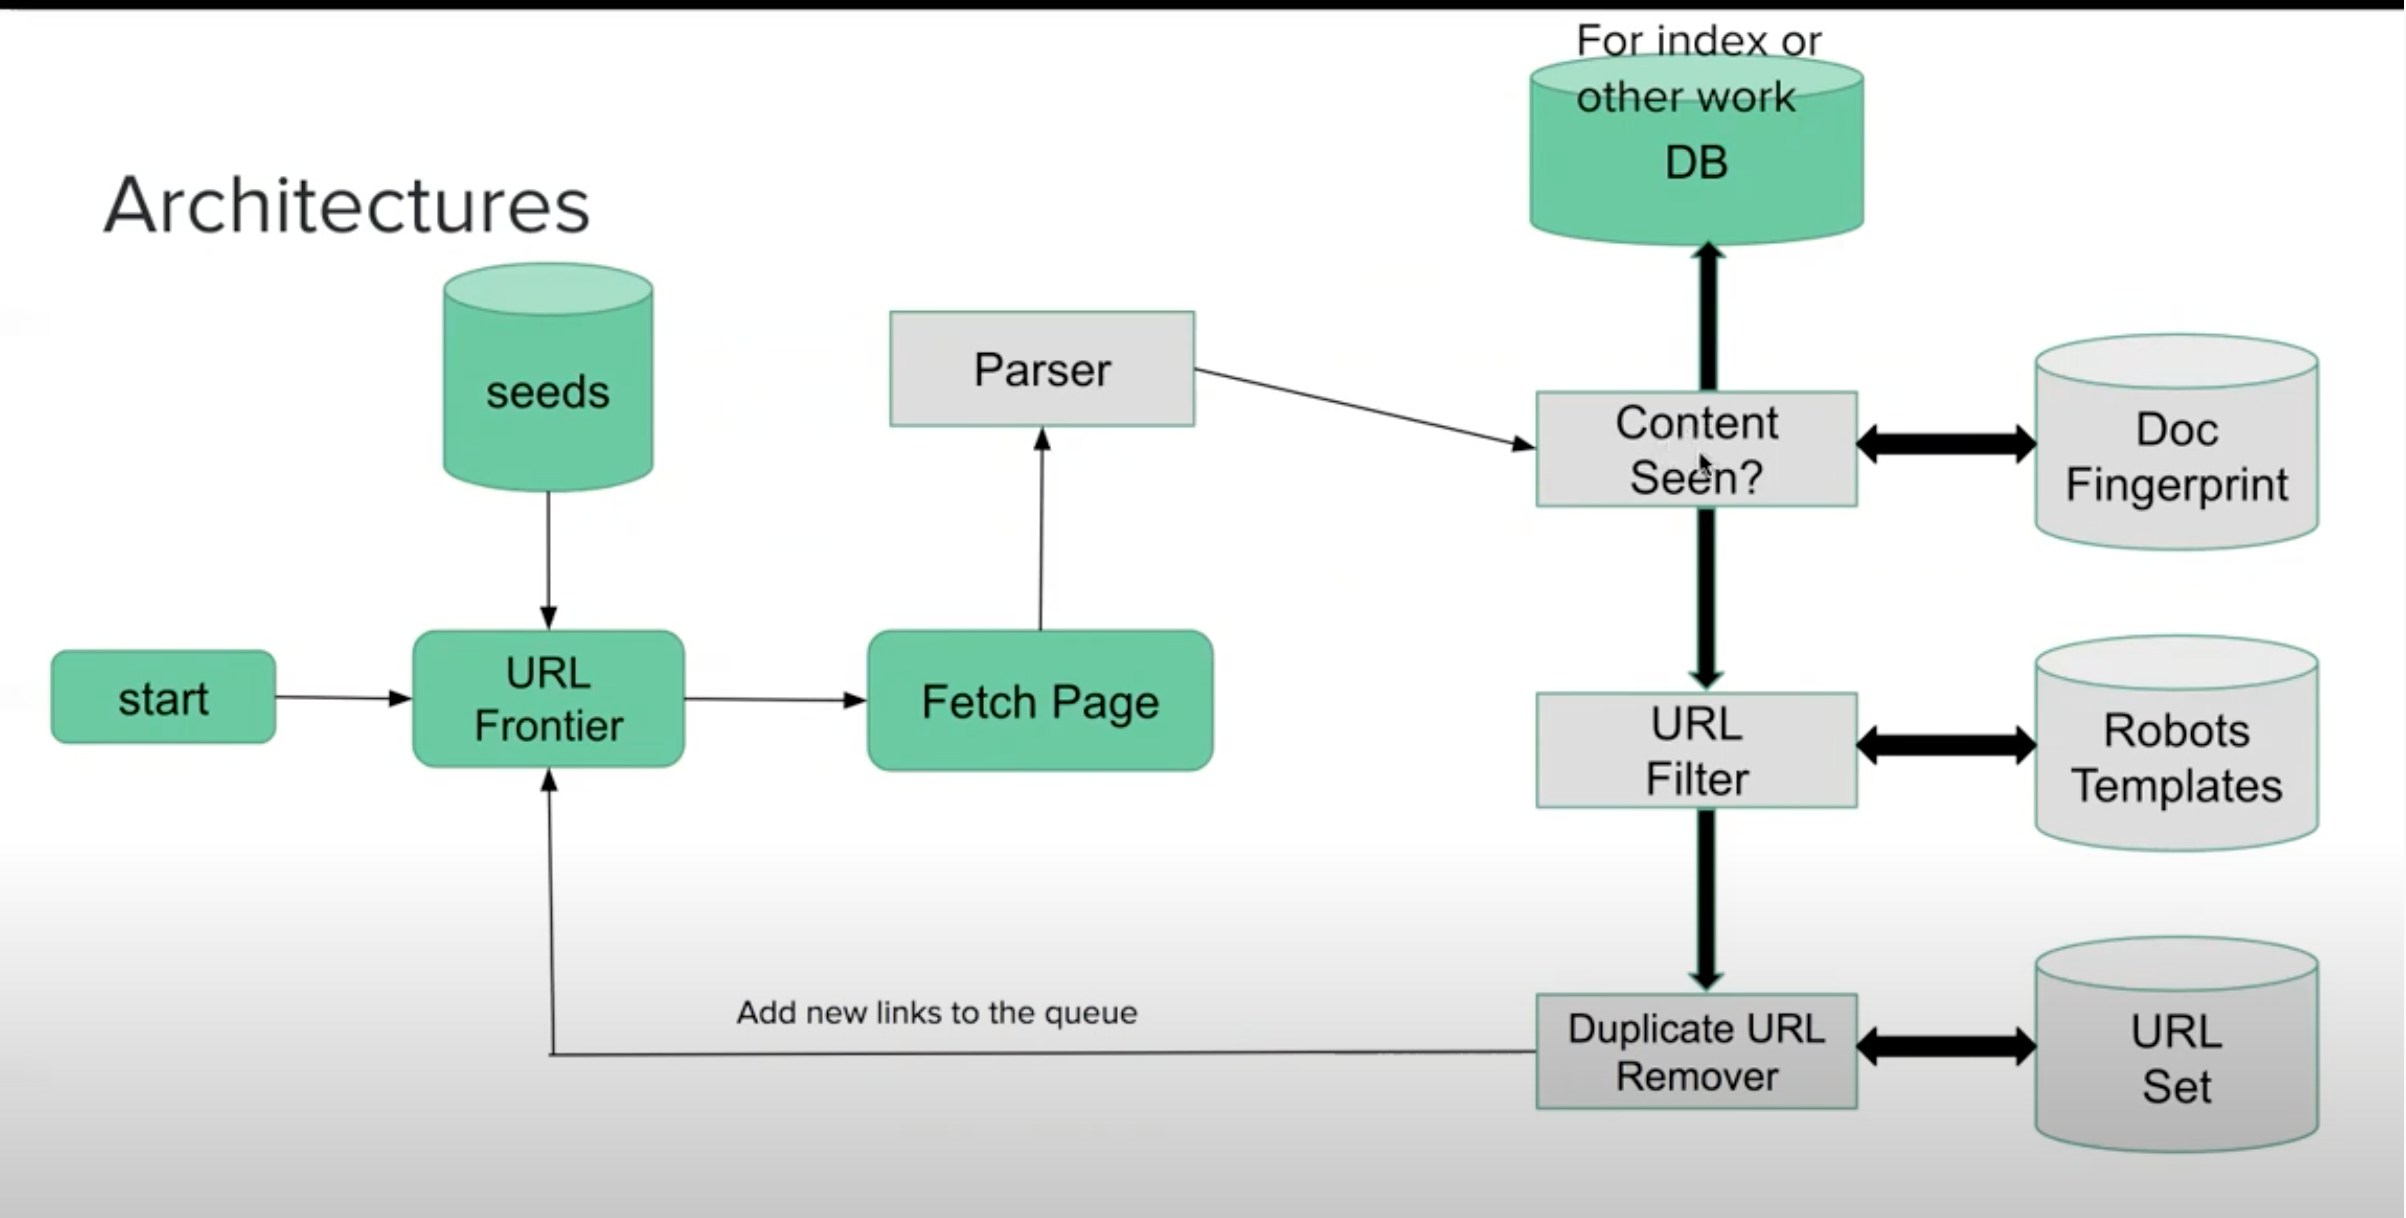 Architectures
For index or
other work
DB
seeds
Parser
Content
Seen?
Doc
Fingerprint
start
URL
Frontier
Fetch Page
URL
Filter
Robots
Templates
Add new links to the queue
Duplicate URL
Remover
URL
Set